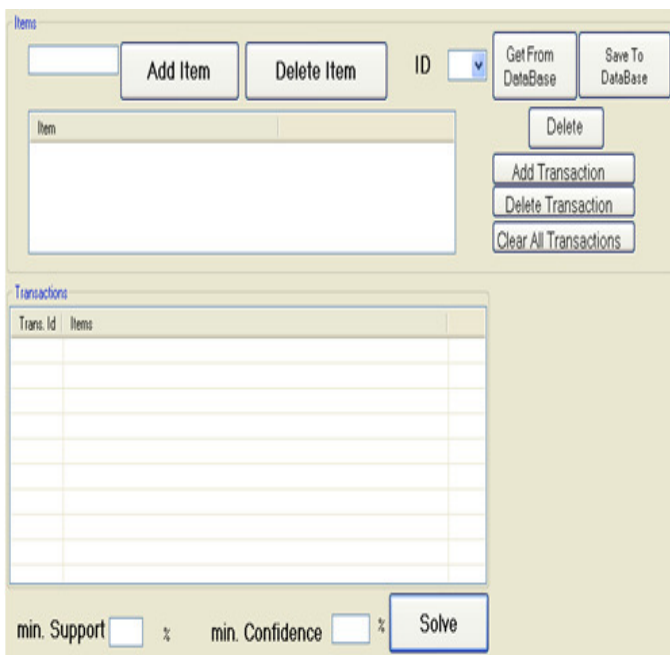 Items
Add Item
Delete Item
ID
Get From
DataBase
Save To
DataBase
Item
Delete
Add Transaction
Delete Transaction
Clear All Transactions
Transactions
Trans. Id Items
min. Support %
min. Confidence %
Solve